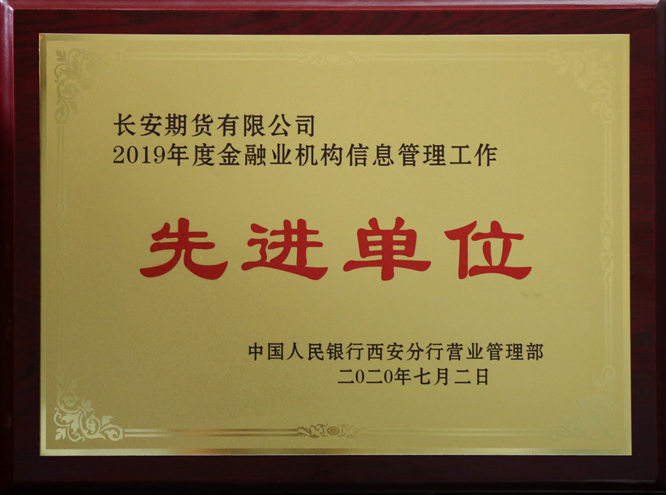 长安期货有限公司
2019年度金融业机构信息管理工作
先进单位
中国人民银行西安分行营业管理部
二〇二〇年七月二日